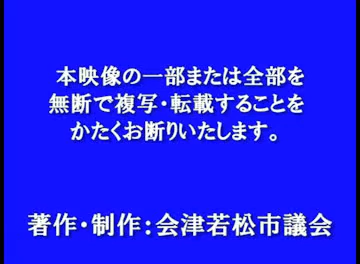 本映像の一部または全部を
無断で複写・転載することを
かたくお断りいたします。
著作・制作：会津若松市議会